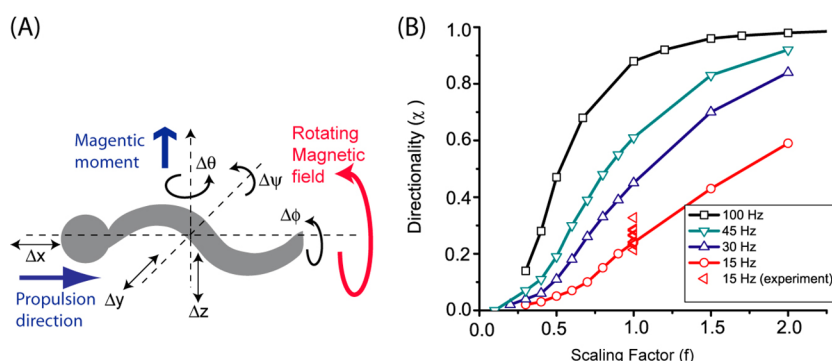 (A)
Magentic
moment
Rotating
Magnetic
field
Δθ
Δψ
Δϕ
Δx
Δy
Δz
Propulsion
direction
(B)
Directionality (χ)
1.0
0.8
0.6
0.4
0.2
0.0
100 Hz
45 Hz
30 Hz
15 Hz
15 Hz (experiment)
0.0 0.5 1.0 1.5 2.0
Scaling Factor (f)